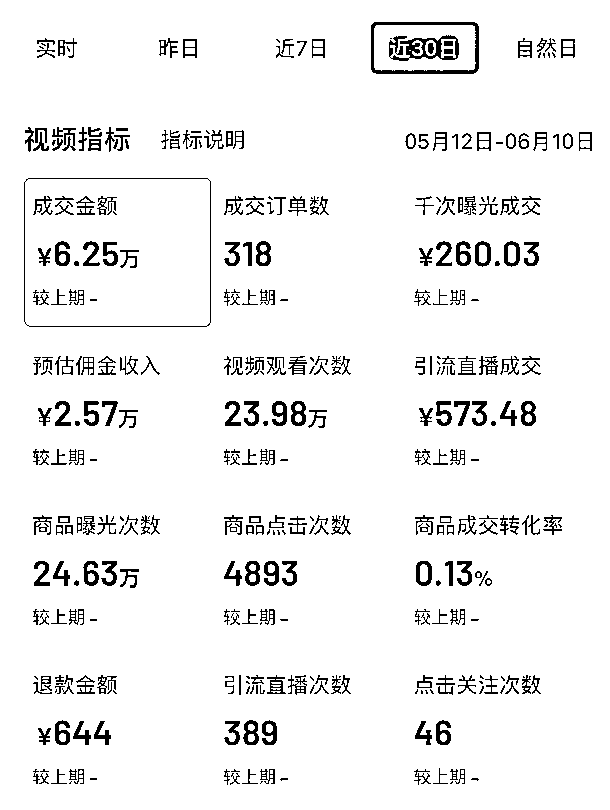 实时 昨日 近7日 近30日 自然日
视频指标 指标说明 05月12日-06月10日
成交金额 成交订单数 千次曝光成交
¥6.25万 318 ¥260.03
较上期 - 较上期 - 较上期 -
预估佣金收入 视频观看次数 引流直播成交
¥2.57万 23.98万 ¥573.48
较上期 - 较上期 - 较上期 -
商品曝光次数 商品点击次数 商品成交转化率
24.63万 4893 0.13%
较上期 - 较上期 - 较上期 -
退款金额 引流直播次数 点击关注次数
¥644 389 46
较上期 - 较上期 - 较上期 -